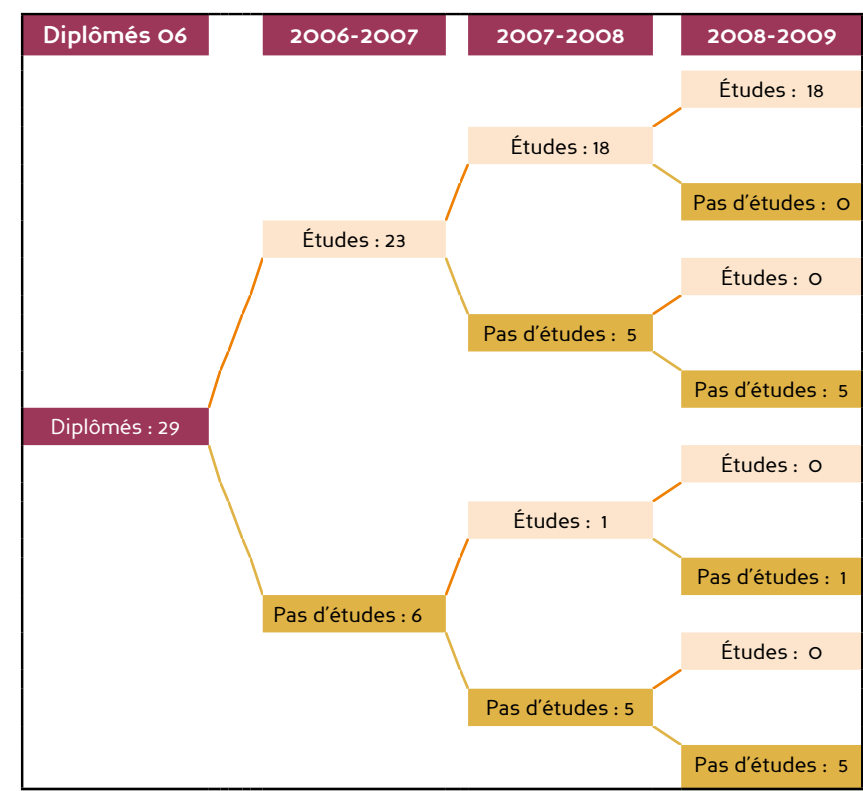 Diplômés 06 2006-2007 2007-2008 2008-2009
Études : 18
Études : 18
Pas d'études : 0
Études : 23
Études : 0
Pas d'études : 5
Pas d'études : 5
Diplômés : 29
Études : 0
Études : 1
Pas d'études : 1
Pas d'études : 6
Études : 0
Pas d'études : 5
Pas d'études : 5